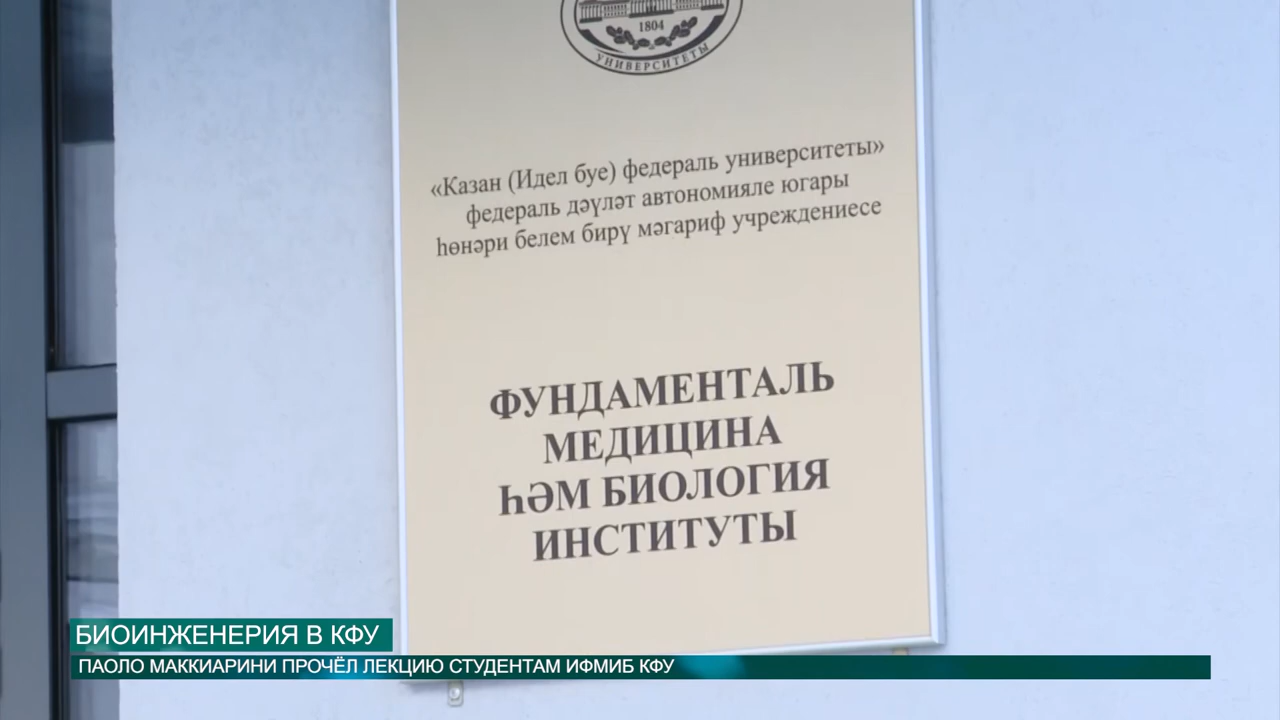 1804
УНИВЕРСИТЕТЫ
«Казан (Идел буе) федераль университеты»
федераль дәүләт автономияле югары
һөнәри белем бирү мәгариф учреждениесе
ФУНДАМЕНТАЛЬ
МЕДИЦИНА
ҺӘМ БИОЛОГИЯ
ИНСТИТУТЫ
БИОИНЖЕНЕРИЯ В КФУ
ПАОЛО МАККИАРИНИ ПРОЧЁЛ ЛЕКЦИЮ СТУДЕНТАМ ИФМИБ КФУ